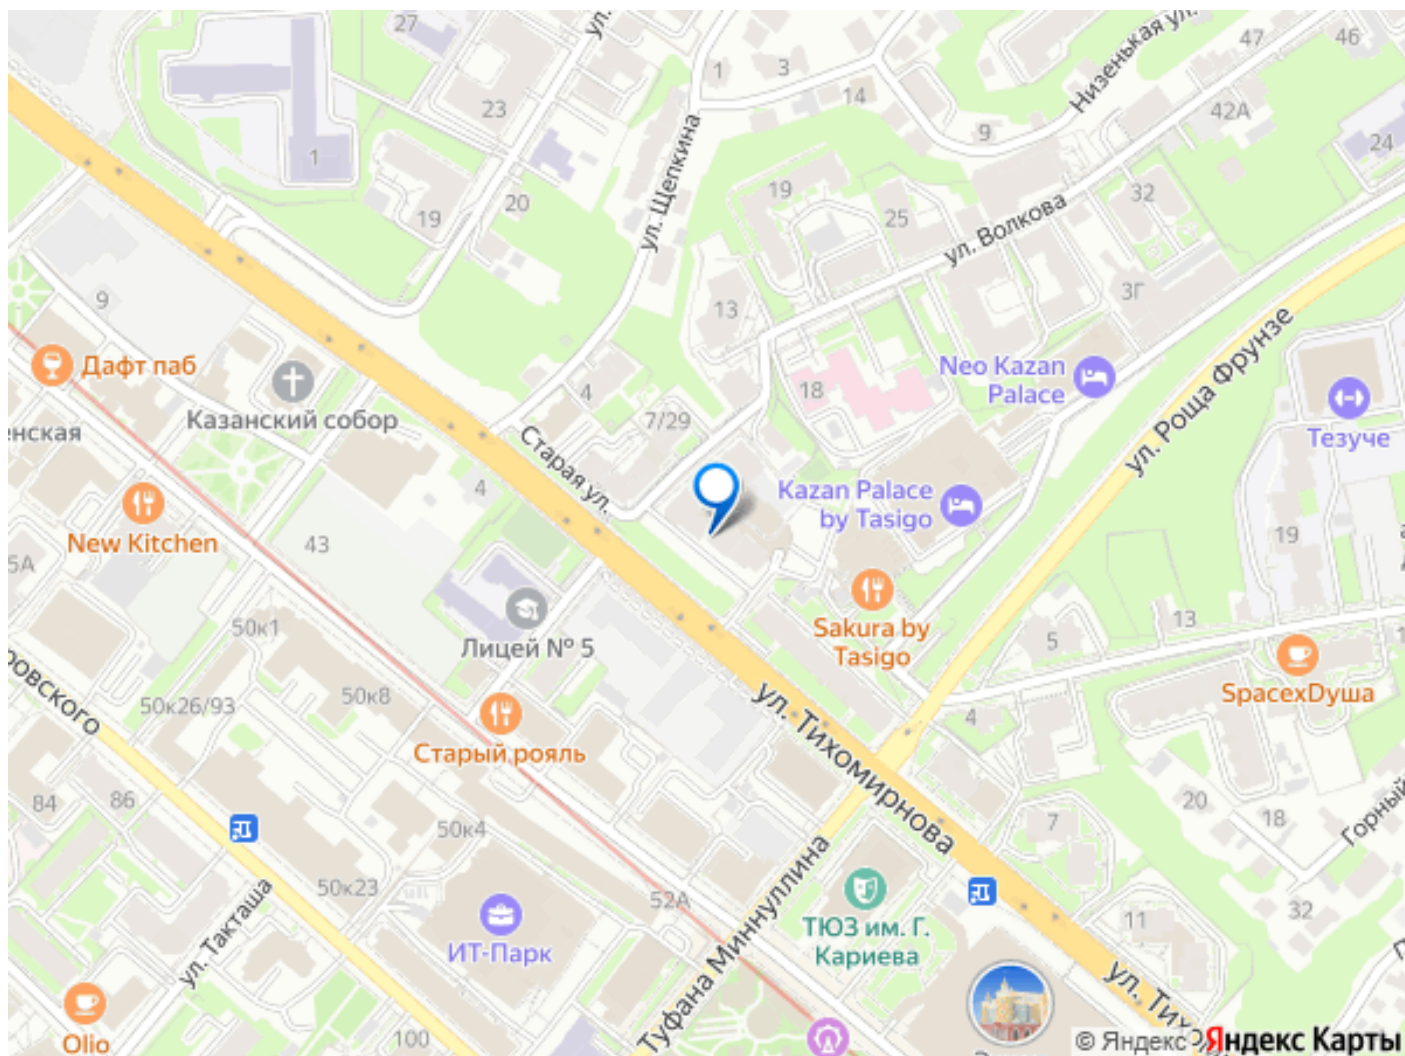 27
ул.
1
3
14
Низенькая ул.
47
46
42А
23
9
24
1
ул. Щепкина
19
20
19
25
32
ул. Волкова
9
13
3Г
Дафт паб
Казанский собор
4
18
Neo Kazan
Palace
ул. Роща Фрунзе
Тезуче
7/29
Старая ул.
4
Kazan Palace
by Tasigo
New Kitchen
43
19
5А
Лицей № 5
Sakura by
Tasigo
50к1
5
13
SpacexDуша
50к26/93
50к8
Старый рояль
ул. Тихомирнова
4
84
86
50к4
7
20
18
Горный
50к23
52А
ул. Такташа
ИТ-Парк
Туфана Миннуллина
ТЮЗ им. Г.
Кариева
11
32
Olio
100
© Яндекс
Яндекс Карты